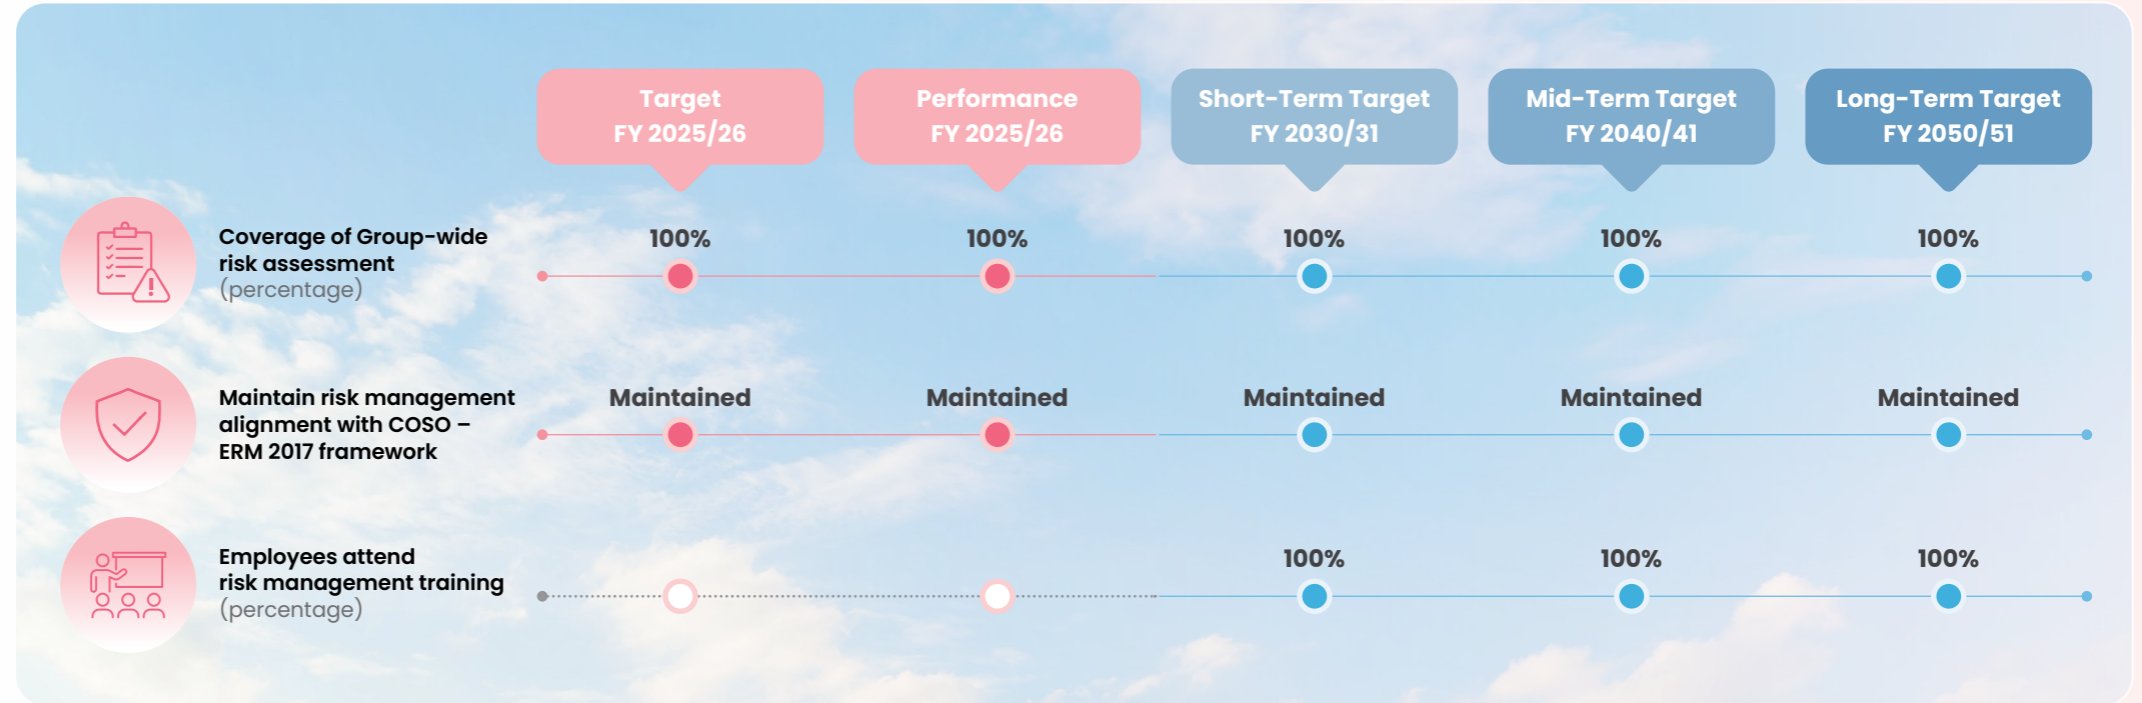 Target
FY 2025/26
Performance
FY 2025/26
Short-Term Target
FY 2030/31
Mid-Term Target
FY 2040/41
Long-Term Target
FY 2050/51
Coverage of Group-wide
risk assessment
(percentage)
100%
100%
100%
100%
100%
Maintain risk management
alignment with COSO –
ERM 2017 framework
Maintained
Maintained
Maintained
Maintained
Maintained
Employees attend
risk management training
(percentage)
100%
100%
100%